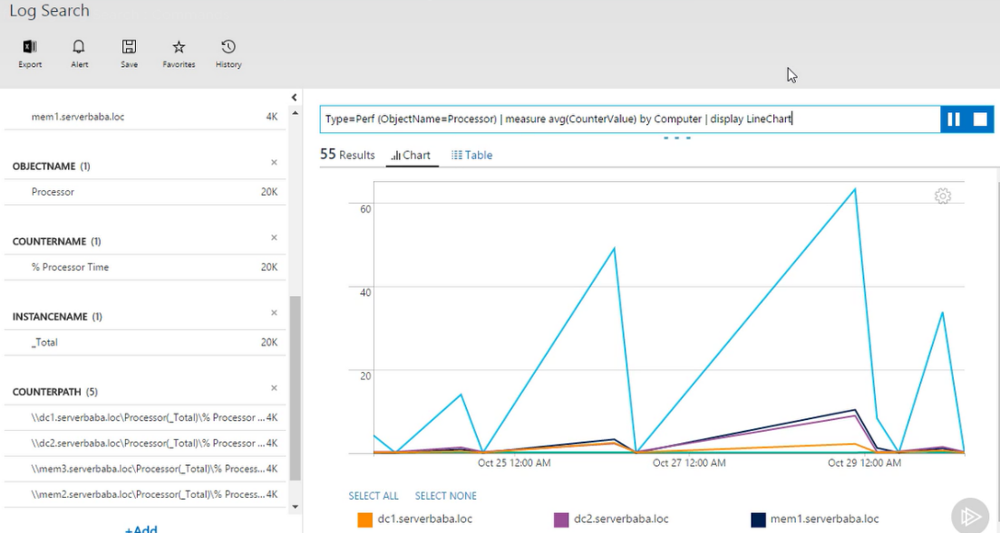 Log Search
Export Alert Save Favorites History
mem1.serverbaba.loc 4K
OBJECTNAME (1)
Processor 20K
COUNTERNAME (1)
% Processor Time 20K
INSTANCENAME (1)
_Total 20K
COUNTERPATH (5)
\\dc1.serverbaba.loc\Processor(_Total)\% Processor ... 4K
\\dc2.serverbaba.loc\Processor(_Total)\% Processor ... 4K
\\mem3.serverbaba.loc\Processor(_Total)\% Process... 4K
\\mem2.serverbaba.loc\Processor(_Total)\% Process... 4K
+Add
Type=Perf (ObjectName=Processor) | measure avg(CounterValue) by Computer | display LineChart
55 Results Chart Table
60
40
20
Oct 25 12:00 AM Oct 27 12:00 AM Oct 29 12:00 AM
SELECT ALL SELECT NONE
dc1.serverbaba.loc dc2.serverbaba.loc mem1.serverbaba.loc